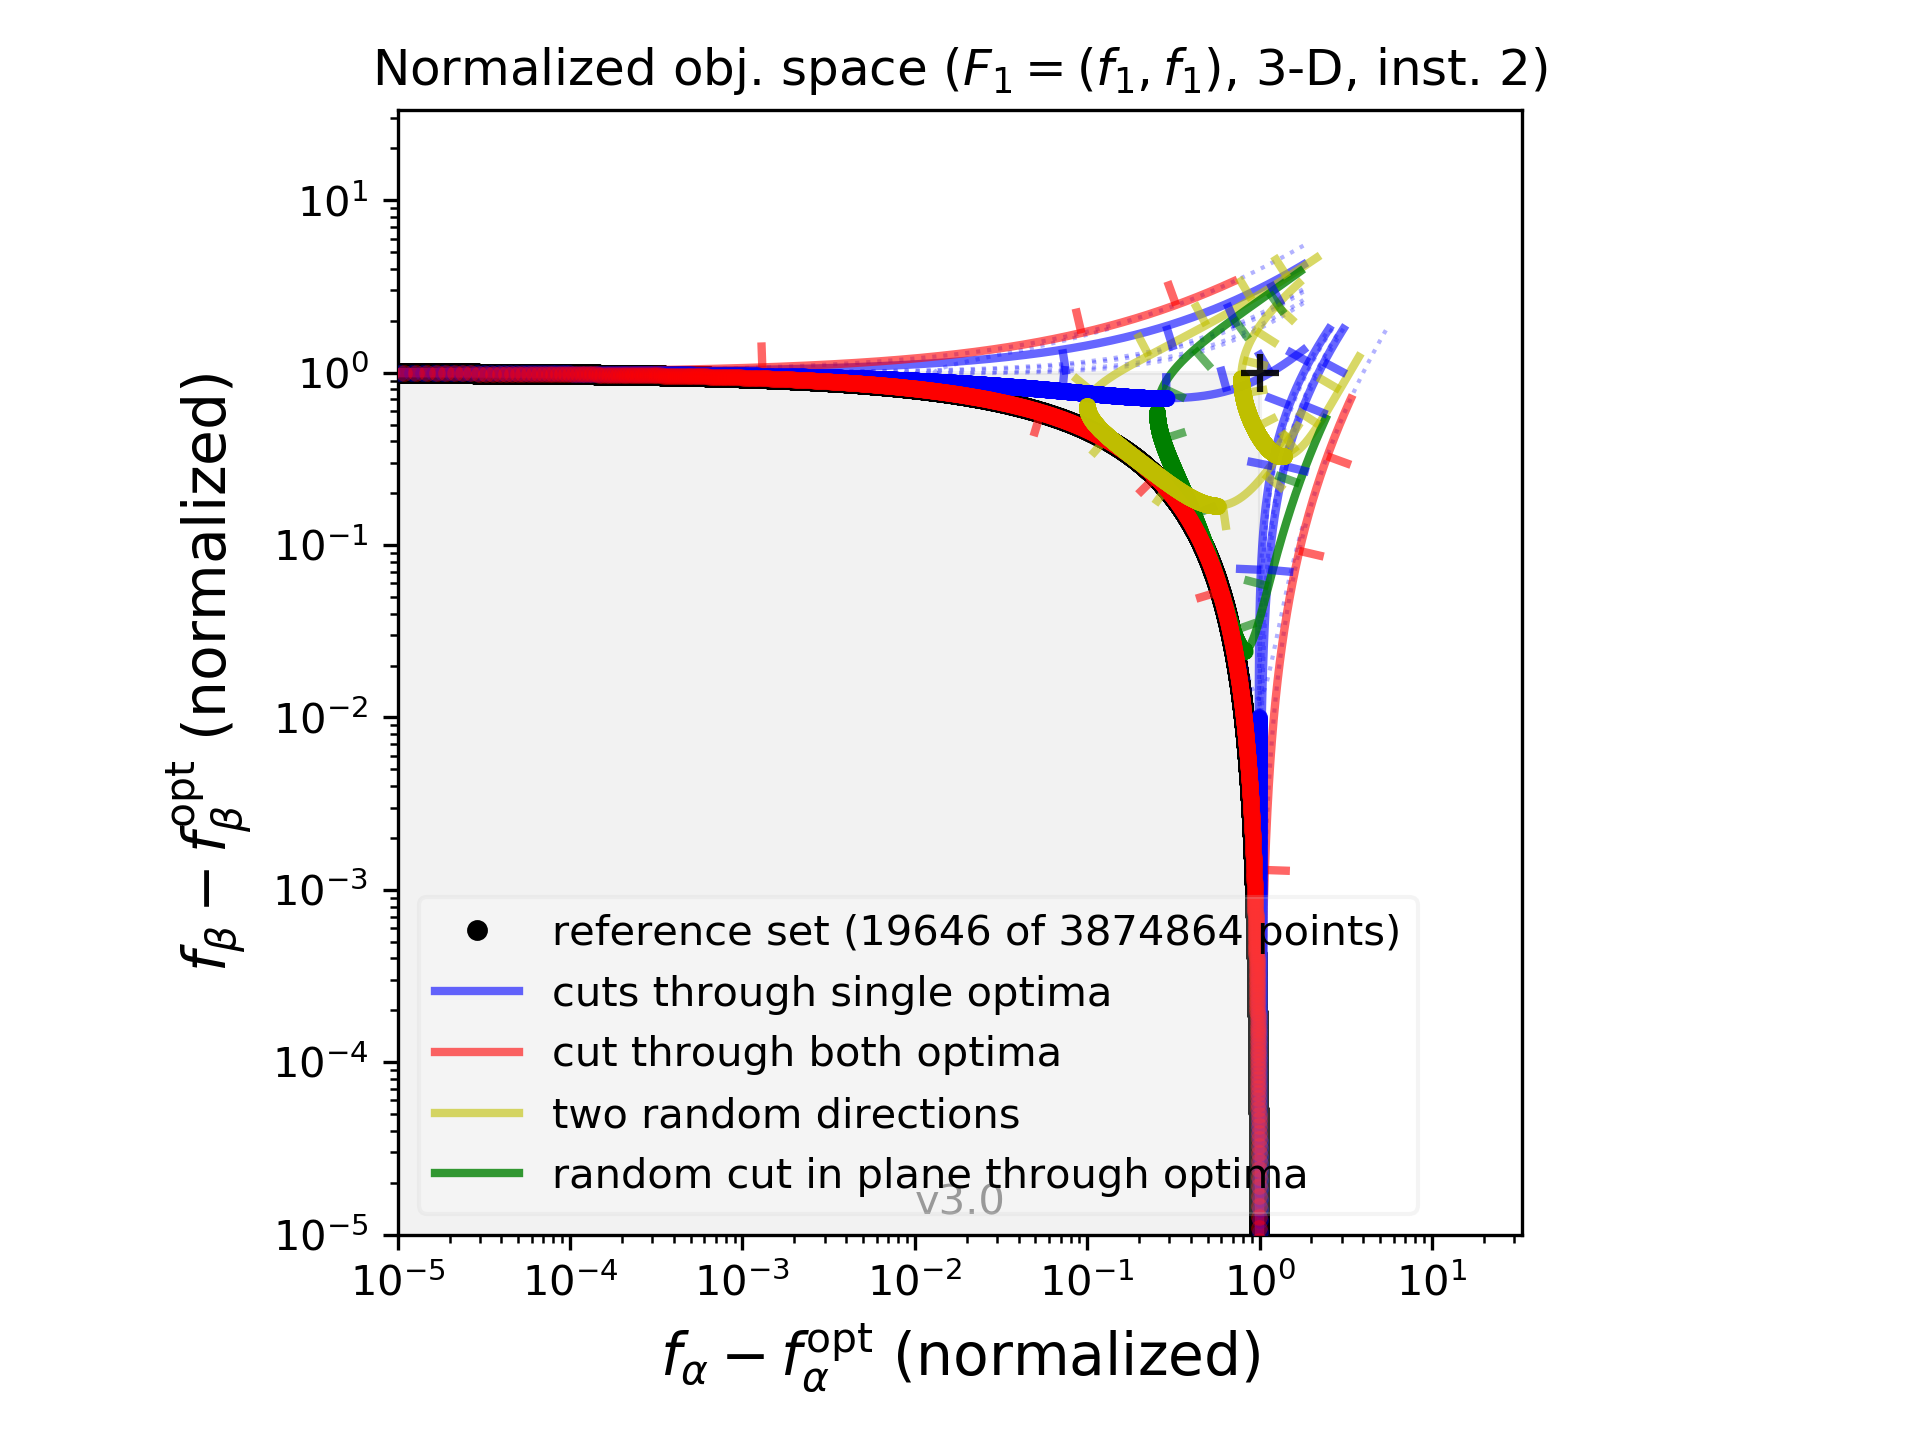 Normalized obj. space (F₁ = (f₁, f₁), 3-D, inst. 2)
f_β − f_β^opt (normalized)
10¹
10⁰
10⁻¹
10⁻²
10⁻³
10⁻⁴
10⁻⁵
reference set (19646 of 3874864 points)
cuts through single optima
cut through both optima
two random directions
random cut in plane through optima
v3.0
10⁻⁵ 10⁻⁴ 10⁻³ 10⁻² 10⁻¹ 10⁰ 10¹
f_α − f_α^opt (normalized)